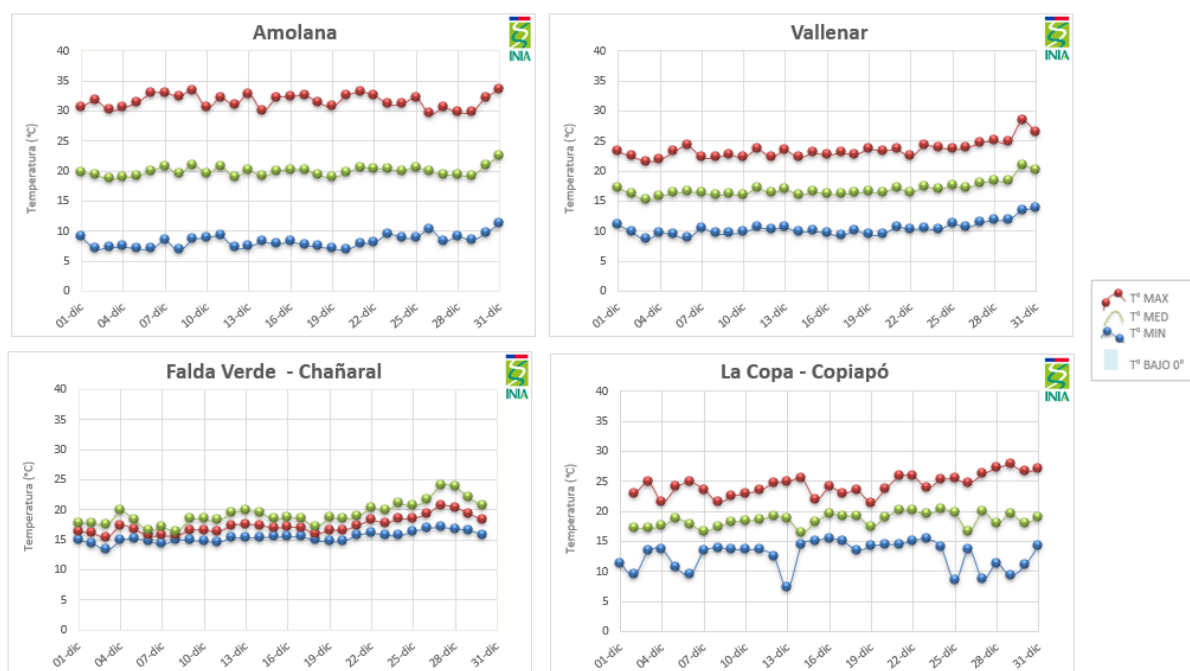 Amolana
INIA
Temperatura (°C)
40
35
30
25
20
15
10
5
0
01-dic
04-dic
07-dic
10-dic
13-dic
16-dic
19-dic
22-dic
25-dic
28-dic
31-dic
Vallenar
INIA
Temperatura (°C)
40
35
30
25
20
15
10
5
0
01-dic
04-dic
07-dic
10-dic
13-dic
16-dic
19-dic
22-dic
25-dic
28-dic
31-dic
T° MAX
T° MED
T° MIN
T° BAJO 0°
Falda Verde - Chañaral
INIA
Temperatura (°C)
40
35
30
25
20
15
10
5
0
01-dic
04-dic
07-dic
10-dic
13-dic
16-dic
19-dic
22-dic
25-dic
28-dic
31-dic
La Copa - Copiapó
INIA
Temperatura (°C)
40
35
30
25
20
15
10
5
0
01-dic
04-dic
07-dic
10-dic
13-dic
16-dic
19-dic
22-dic
25-dic
28-dic
31-dic